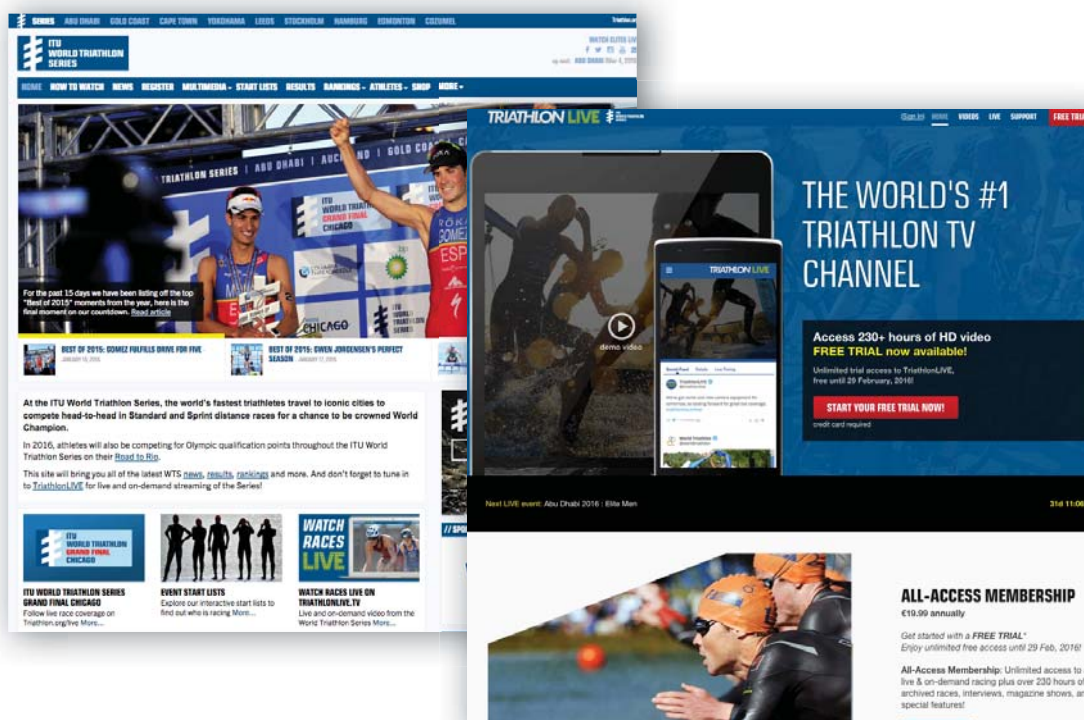 SERIES ABU DHABI GOLD COAST CAPE TOWN YOKOHAMA LEEDS STOCKHOLM HAMBURG EDMONTON COZUMEL
ITU
WORLD TRIATHLON
SERIES
HOME HOW TO WATCH NEWS REGISTER MULTIMEDIA START LISTS RESULTS RANKINGS ATHLETES SHOP MORE
TRIATHLON SERIES | ABU DHABI | AUCKLAND | GOLD COA
ITU
WORLD TRIATH
GRAND FINAL
CHICAGO
bp
ROKA
GOMEZ
ESP
CHICAGO
For the past 15 days we have been listing off the top
"Best of 2015" moments from the year, here is the
final moment on our countdown. Read article
BEST OF 2015: GOMEZ FULFILLS DRIVE FOR FIVE
BEST OF 2015: GWEN JORGENSEN'S PERFECT
SEASON
At the ITU World Triathlon Series, the world's fastest triathletes travel to iconic cities to
compete head-to-head in Standard and Sprint distance races for a chance to be crowned World
Champion.
In 2016, athletes will also be competing for Olympic qualification points throughout the ITU World
Triathlon Series on their Road to Rio.
This site will bring you all of the latest WTS news, results, rankings and more. And don't forget to tune in
to TriathlonLIVE for live and on-demand streaming of the Series!
ITU
WORLD TRIATHLON
GRAND FINAL
CHICAGO
WATCH
RACES
LIVE
ITU WORLD TRIATHLON SERIES
GRAND FINAL CHICAGO
Follow live race coverage on
Triathlon.org/live More...
EVENT START LISTS
Explore our interactive start lists to
find out who is racing More...
WATCH RACES LIVE ON
TRIATHLONLIVE.TV
Live and on-demand video from the
World Triathlon Series More...
// SPO
TRIATHLON LIVE
(Sign In) HOME VIDEOS LIVE SUPPORT FREE TRIA
THE WORLD'S #1
TRIATHLON TV
CHANNEL
demo video
TRIATHLON LIVE
Access 230+ hours of HD video
FREE TRIAL now available!
Unlimited trial access to TriathlonLIVE,
free until 29 February, 2016!
START YOUR FREE TRIAL NOW!
credit card required
Next LIVE event: Abu Dhabi 2016 | Elite Men
31d 11:06
ALL-ACCESS MEMBERSHIP
€19.99 annually
Get started with a FREE TRIAL*
Enjoy unlimited free access until 29 Feb, 2016!
All-Access Membership: Unlimited access to
live & on-demand racing plus over 230 hours of
archived races, interviews, magazine shows, an
special features!